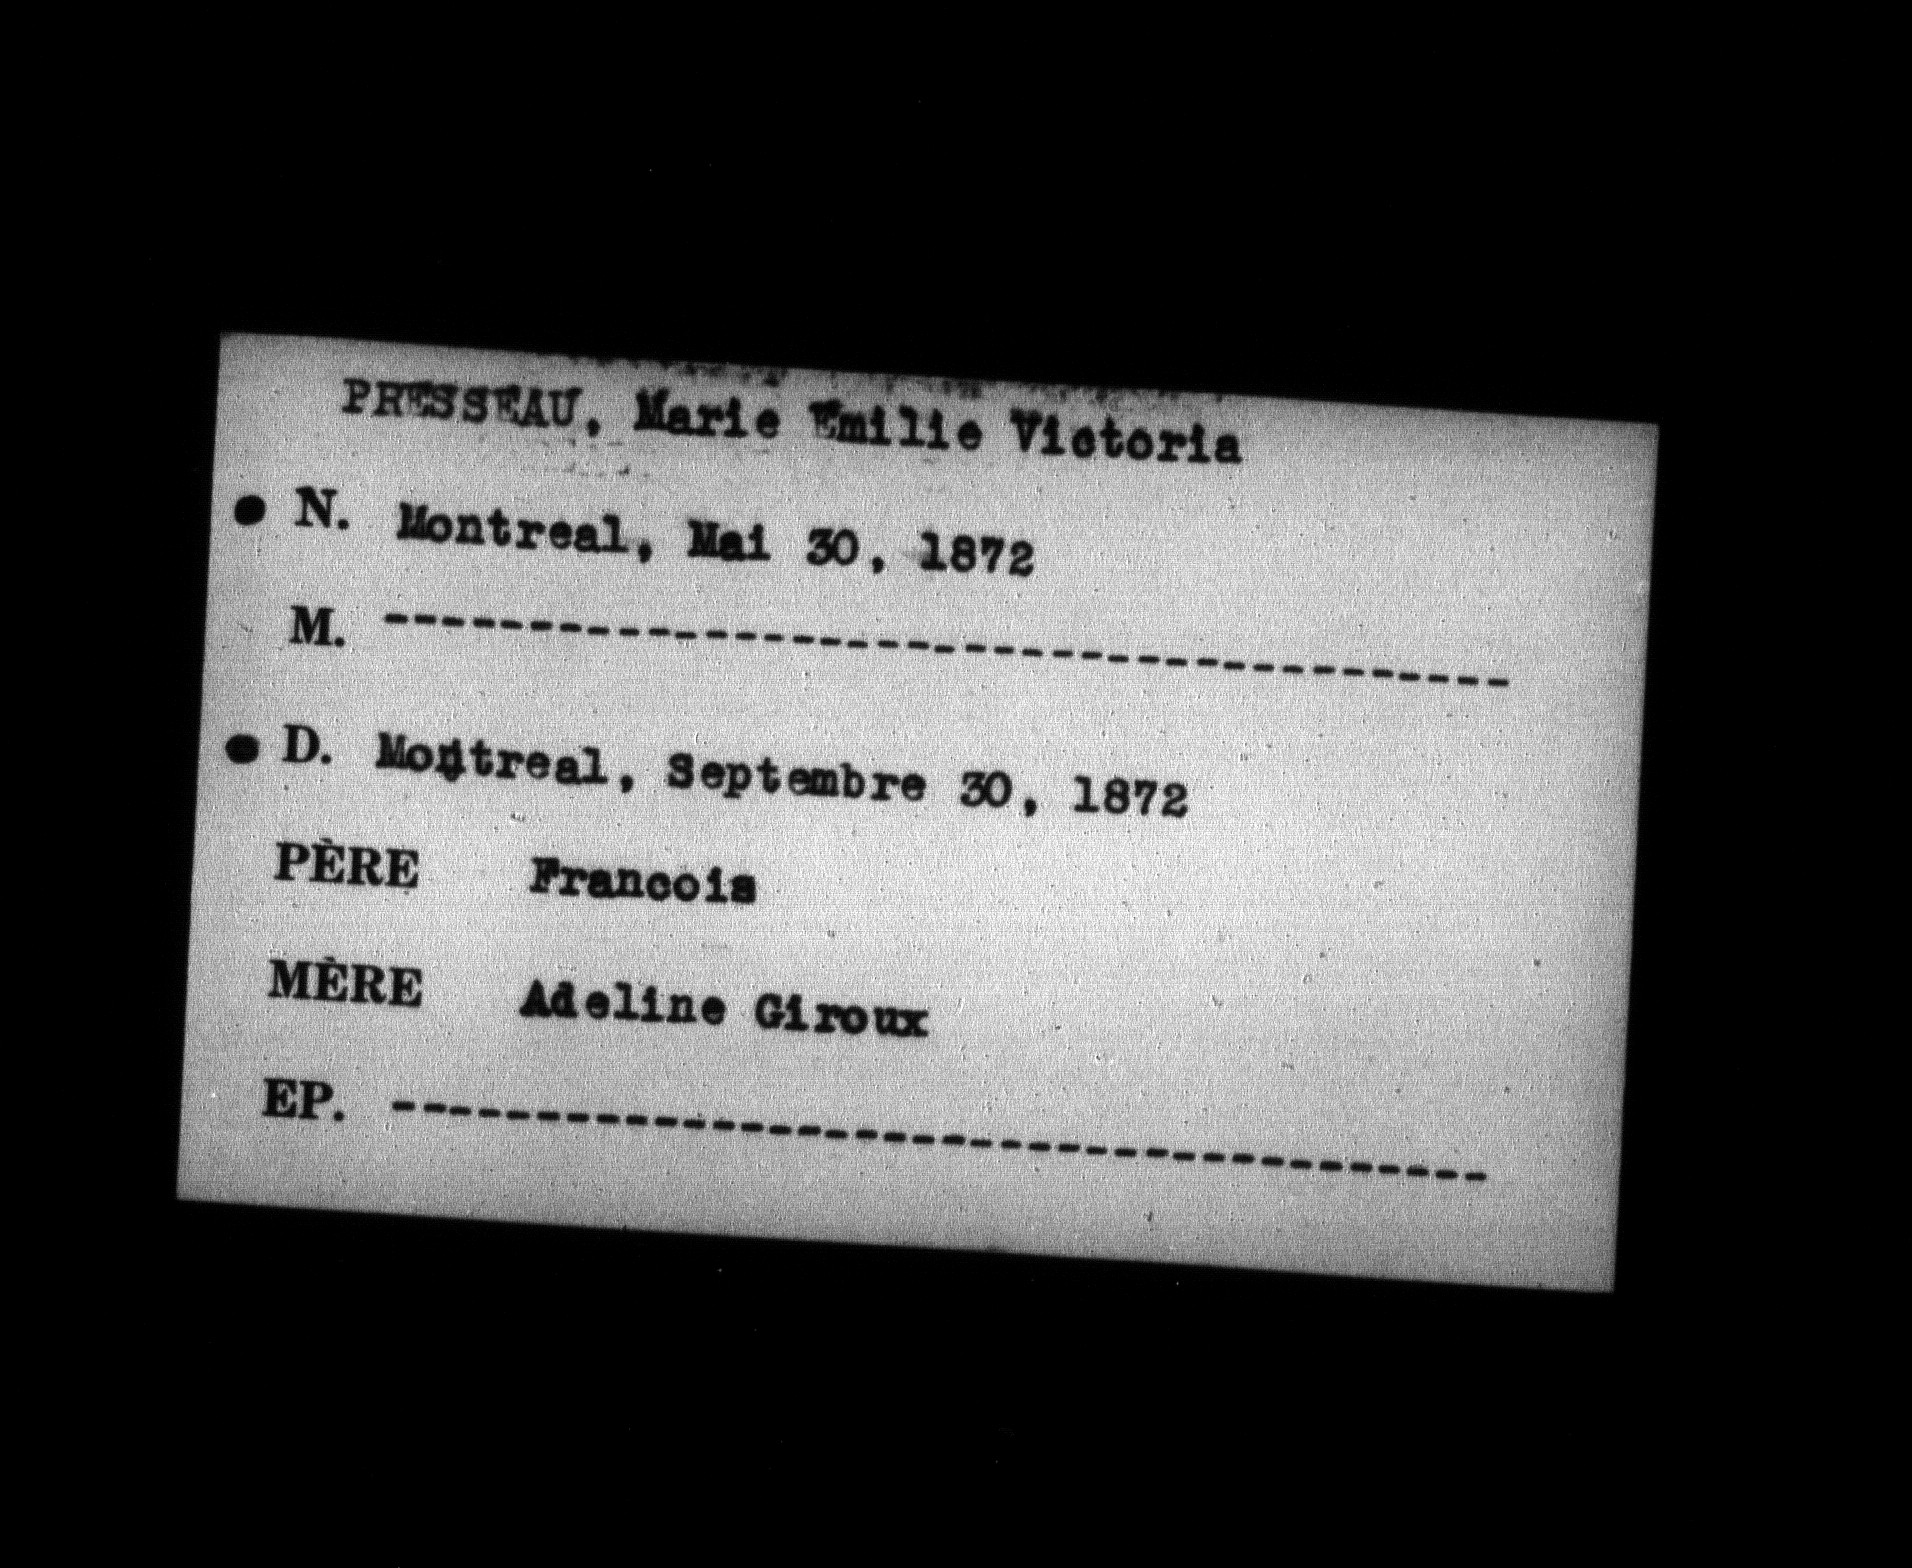 PRESSEAU, Marie Emilie Victoria
● N. Montreal, Mai 30, 1872
M. ---------------------------------------
● D. Montreal, Septembre 30, 1872
PÈRE Francois
MÈRE Adeline Giroux
EP. --------------------------------------